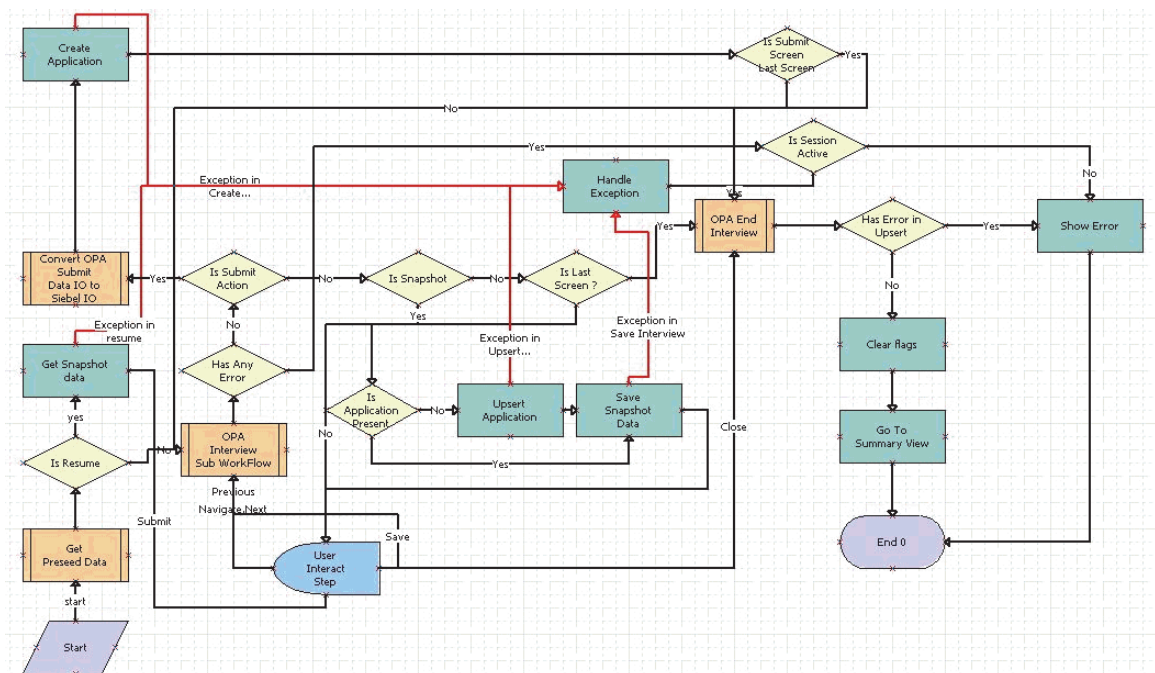 Create
Application
Is Submit
Screen
Last Screen
Yes
No
Yes
Is Session
Active
No
Handle
Exception
Exception in
Create...
Yes
OPA End
Interview
Has Error in
Upsert
Yes
Show Error
Convert OPA
Submit
Data IO to
Siebel IO
Yes
Is Submit
Action
No
Is Snapshot
No
Is Last
Screen ?
Yes
No
Yes
No
Exception in
resume
Exception in
Upsert...
Exception in
Save Interview
Clear flags
Get Snapshot
data
Has Any
Error
Is
Application
Present
No
Upsert
Application
Save
Snapshot
Data
yes
No
Close
Go To
Summary View
Is Resume
No
OPA
Interview
Sub WorkFlow
Yes
Previous
Navigate Next
Submit
Save
Get
Preseed Data
User
Interact
Step
End 0
start
Start